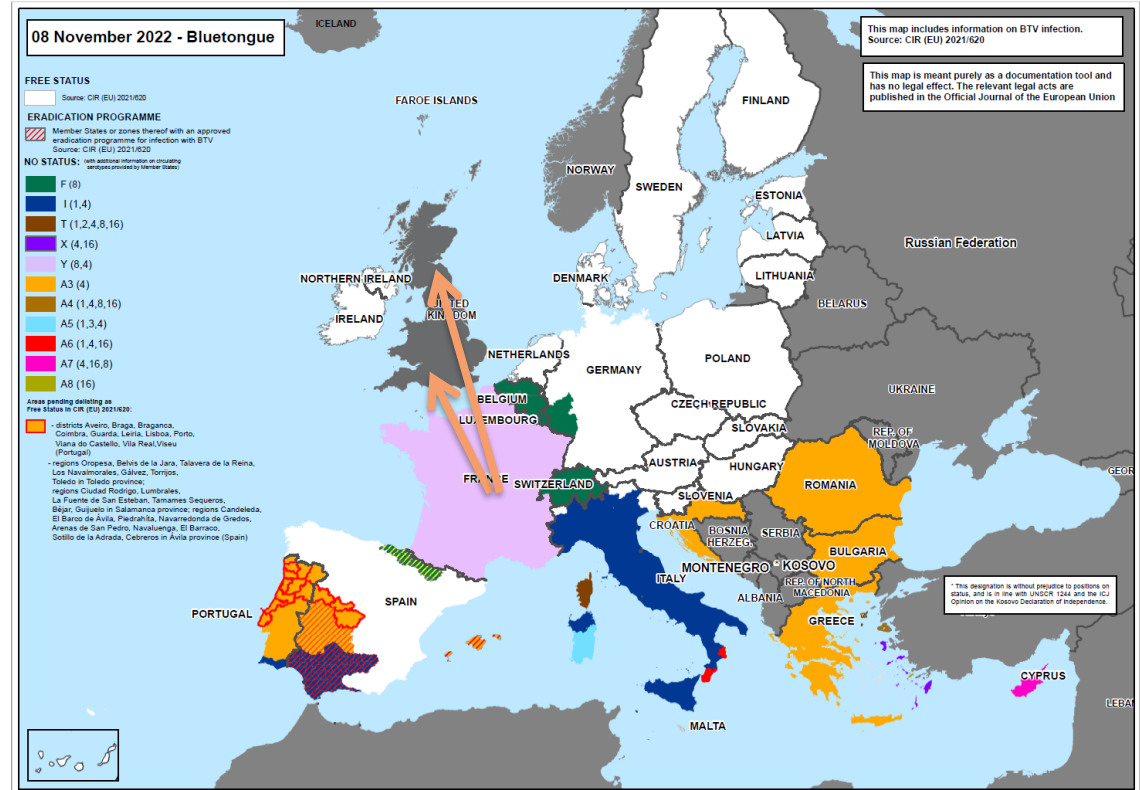 08 November 2022 - Bluetongue
This map includes information on BTV infection.
Source: CIR (EU) 2021/620
This map is meant purely as a documentation tool and
has no legal effect. The relevant legal acts are
published in the Official Journal of the European Union
FREE STATUS
Source: CIR (EU) 2021/620
ERADICATION PROGRAMME
Member States or zones thereof with an approved
eradication programme for infection with BTV
Source: CIR (EU) 2021/620
NO STATUS: (with additional information on circulating
serotypes provided by Member States)
F (8)
I (1,4)
T (1,2,4,8,16)
X (4,16)
Y (8,4)
A3 (4)
A4 (1,4,8,16)
A5 (1,3,4)
A6 (1,4,16)
A7 (4,16,8)
A8 (16)
Areas pending delisting as
Free Status in CIR (EU) 2021/620:
- districts Aveiro, Braga, Braganca,
Coimbra, Guarda, Leiria, Lisboa, Porto,
Viana do Castello, Vila Real,Viseu
(Portugal)
- regions Oropesa, Belvis de la Jara, Talavera de la Reina,
Los Navalmorales, Gálvez, Torrijos,
Toledo in Toledo province;
regions Ciudad Rodrigo, Lumbrales,
La Fuente de San Esteban, Tamames Sequeros,
Béjar, Guijuelo in Salamanca province; regions Candeleda,
El Barco de Ávila, Piedrahíta, Navarredonda de Gredos,
Arenas de San Pedro, Navaluenga, El Barraco,
Sotillo de la Adrada, Cebreros in Ávila province (Spain)
ICELAND
FAROE ISLANDS
FINLAND
NORWAY
SWEDEN
ESTONIA
LATVIA
LITHUANIA
Russian Federation
NORTHERN IRELAND
IRELAND
UNITED
KINGDOM
DENMARK
BELARUS
NETHERLANDS
GERMANY
POLAND
BELGIUM
LUXEMBOURG
CZECH REPUBLIC
UKRAINE
SLOVAKIA
REP. OF
MOLDOVA
AUSTRIA
HUNGARY
FRANCE
SWITZERLAND
SLOVENIA
ROMANIA
GEOR
CROATIA
BOSNIA
HERZEG.
SERBIA
BULGARIA
MONTENEGRO
* KOSOVO
ITALY
REP. OF NORTH
MACEDONIA
ALBANIA
* This designation is without prejudice to positions on
status, and is in line with UNSCR 1244 and the ICJ
Opinion on the Kosovo Declaration of Independence.
PORTUGAL
SPAIN
GREECE
CYPRUS
LEBAN
MALTA